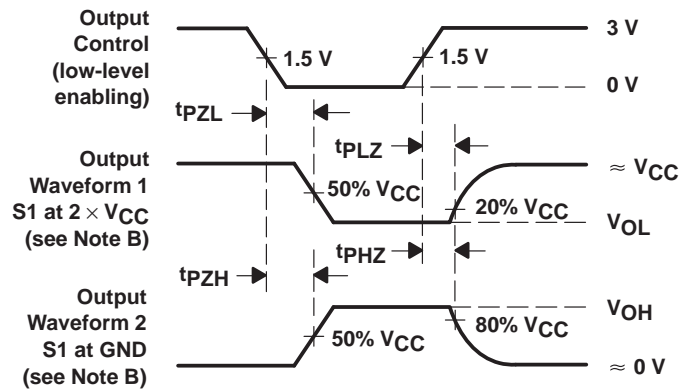 Output
Control
(low-level
enabling)
1.5 V
1.5 V
3 V
0 V
tPZL
tPLZ
Output
Waveform 1
S1 at 2 × VCC
(see Note B)
50% VCC
20% VCC
≈ VCC
VOL
tPZH
tPHZ
Output
Waveform 2
S1 at GND
(see Note B)
50% VCC
80% VCC
VOH
≈ 0 V